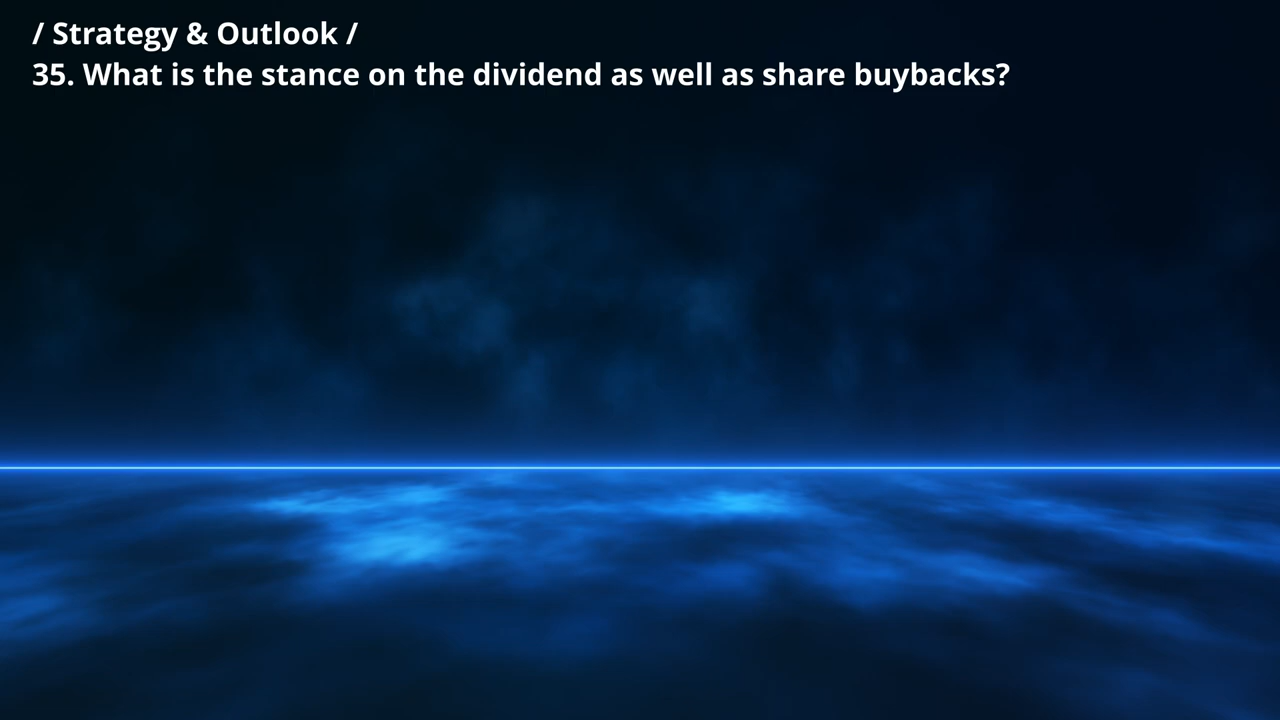 / Strategy & Outlook /
35. What is the stance on the dividend as well as share buybacks?